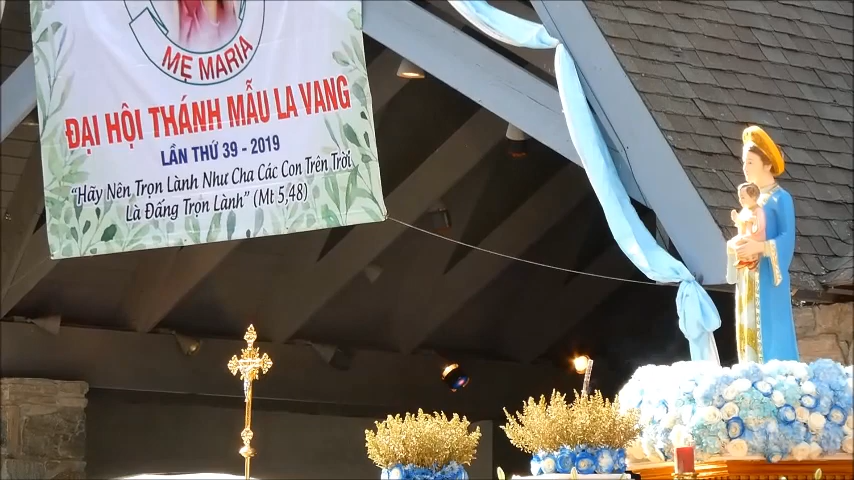 MẸ MARIA
ĐẠI HỘI THÁNH MẪU LA VANG
LẦN THỨ 39 - 2019
“Hãy Nên Trọn Lành Như Cha Các Con Trên Trời
Là Đấng Trọn Lành” (Mt 5,48)